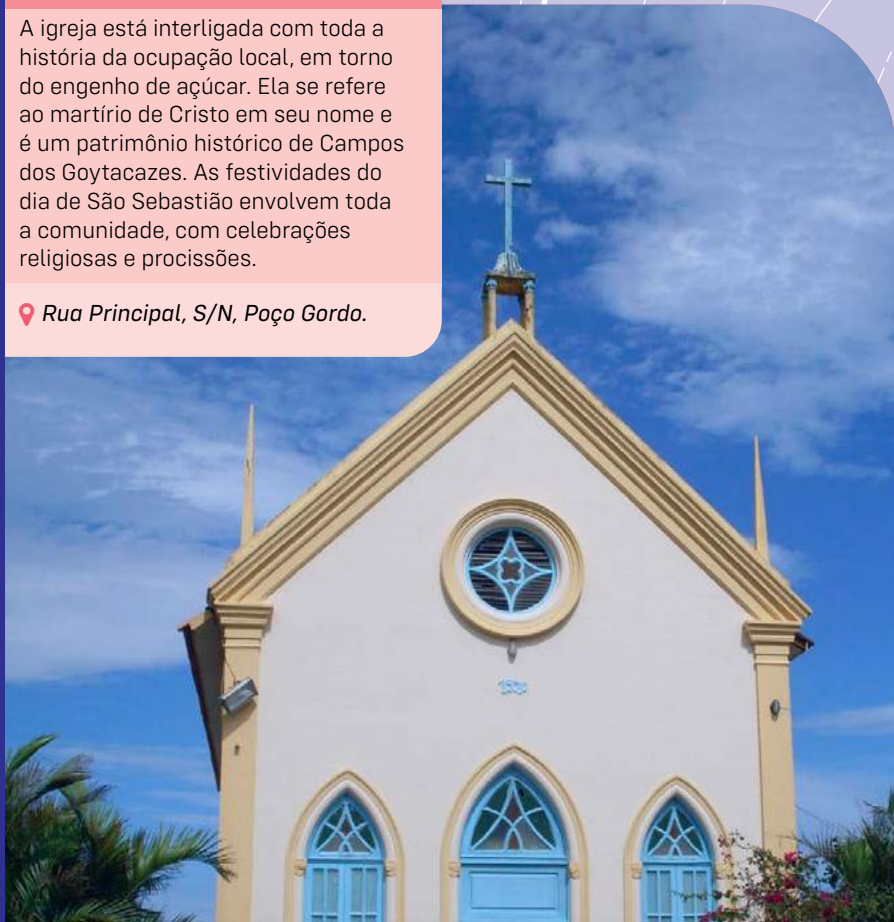 A igreja está interligada com toda a
história da ocupação local, em torno
do engenho de açúcar. Ela se refere
ao martírio de Cristo em seu nome e
é um patrimônio histórico de Campos
dos Goytacazes. As festividades do
dia de São Sebastião envolvem toda
a comunidade, com celebrações
religiosas e procissões.
Rua Principal, S/N, Poço Gordo.